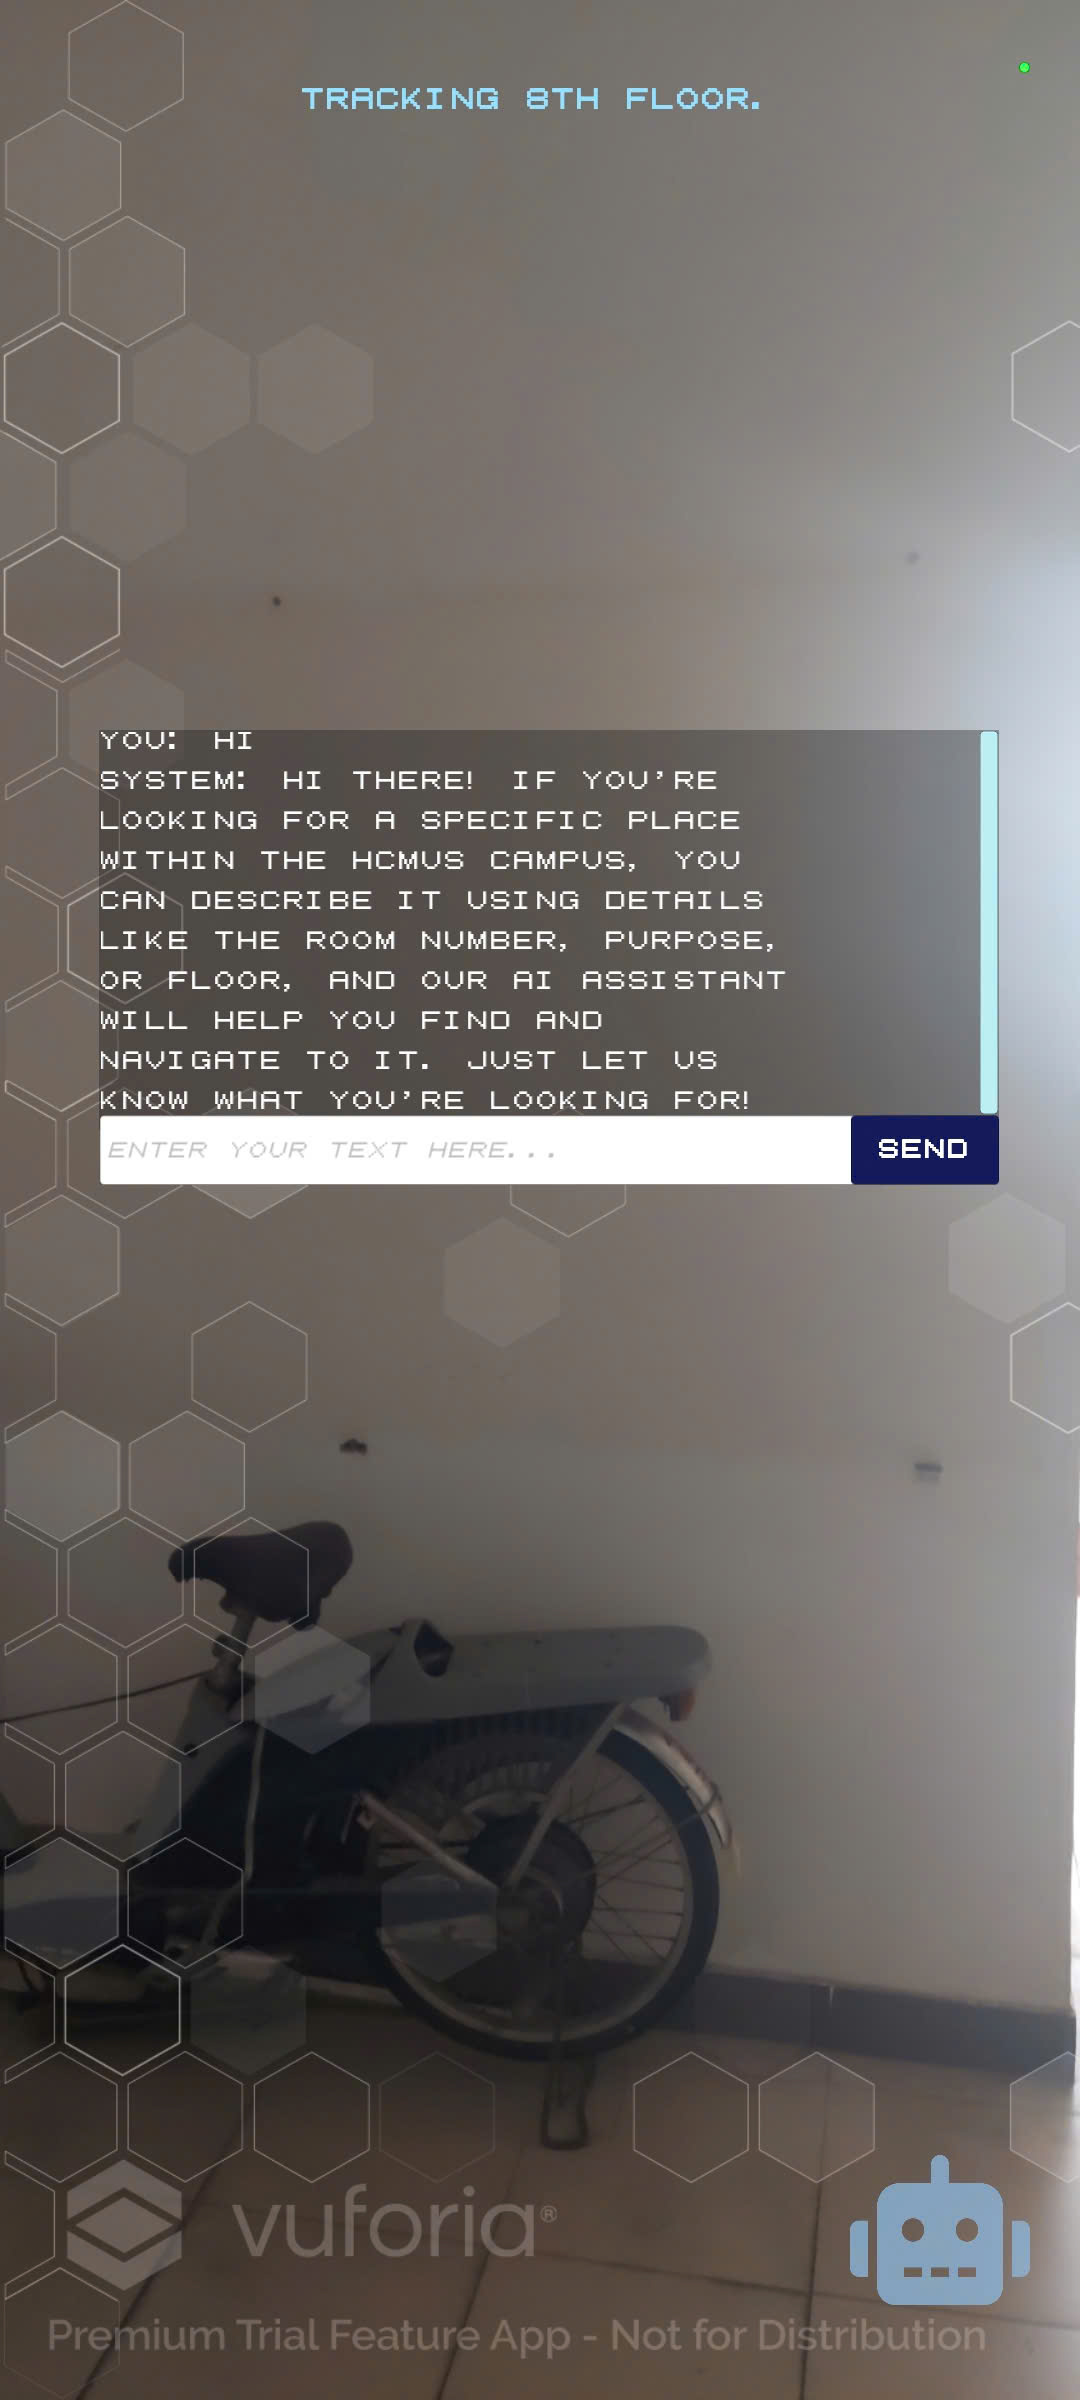 TRACKING 8TH FLOOR.
YOU: HI
SYSTEM: HI THERE! IF YOU'RE
LOOKING FOR A SPECIFIC PLACE
WITHIN THE HCMUS CAMPUS, YOU
CAN DESCRIBE IT USING DETAILS
LIKE THE ROOM NUMBER, PURPOSE,
OR FLOOR, AND OUR AI ASSISTANT
WILL HELP YOU FIND AND
NAVIGATE TO IT. JUST LET US
KNOW WHAT YOU'RE LOOKING FOR!
ENTER YOUR TEXT HERE...
SEND
vuforia®
Premium Trial Feature App - Not for Distribution